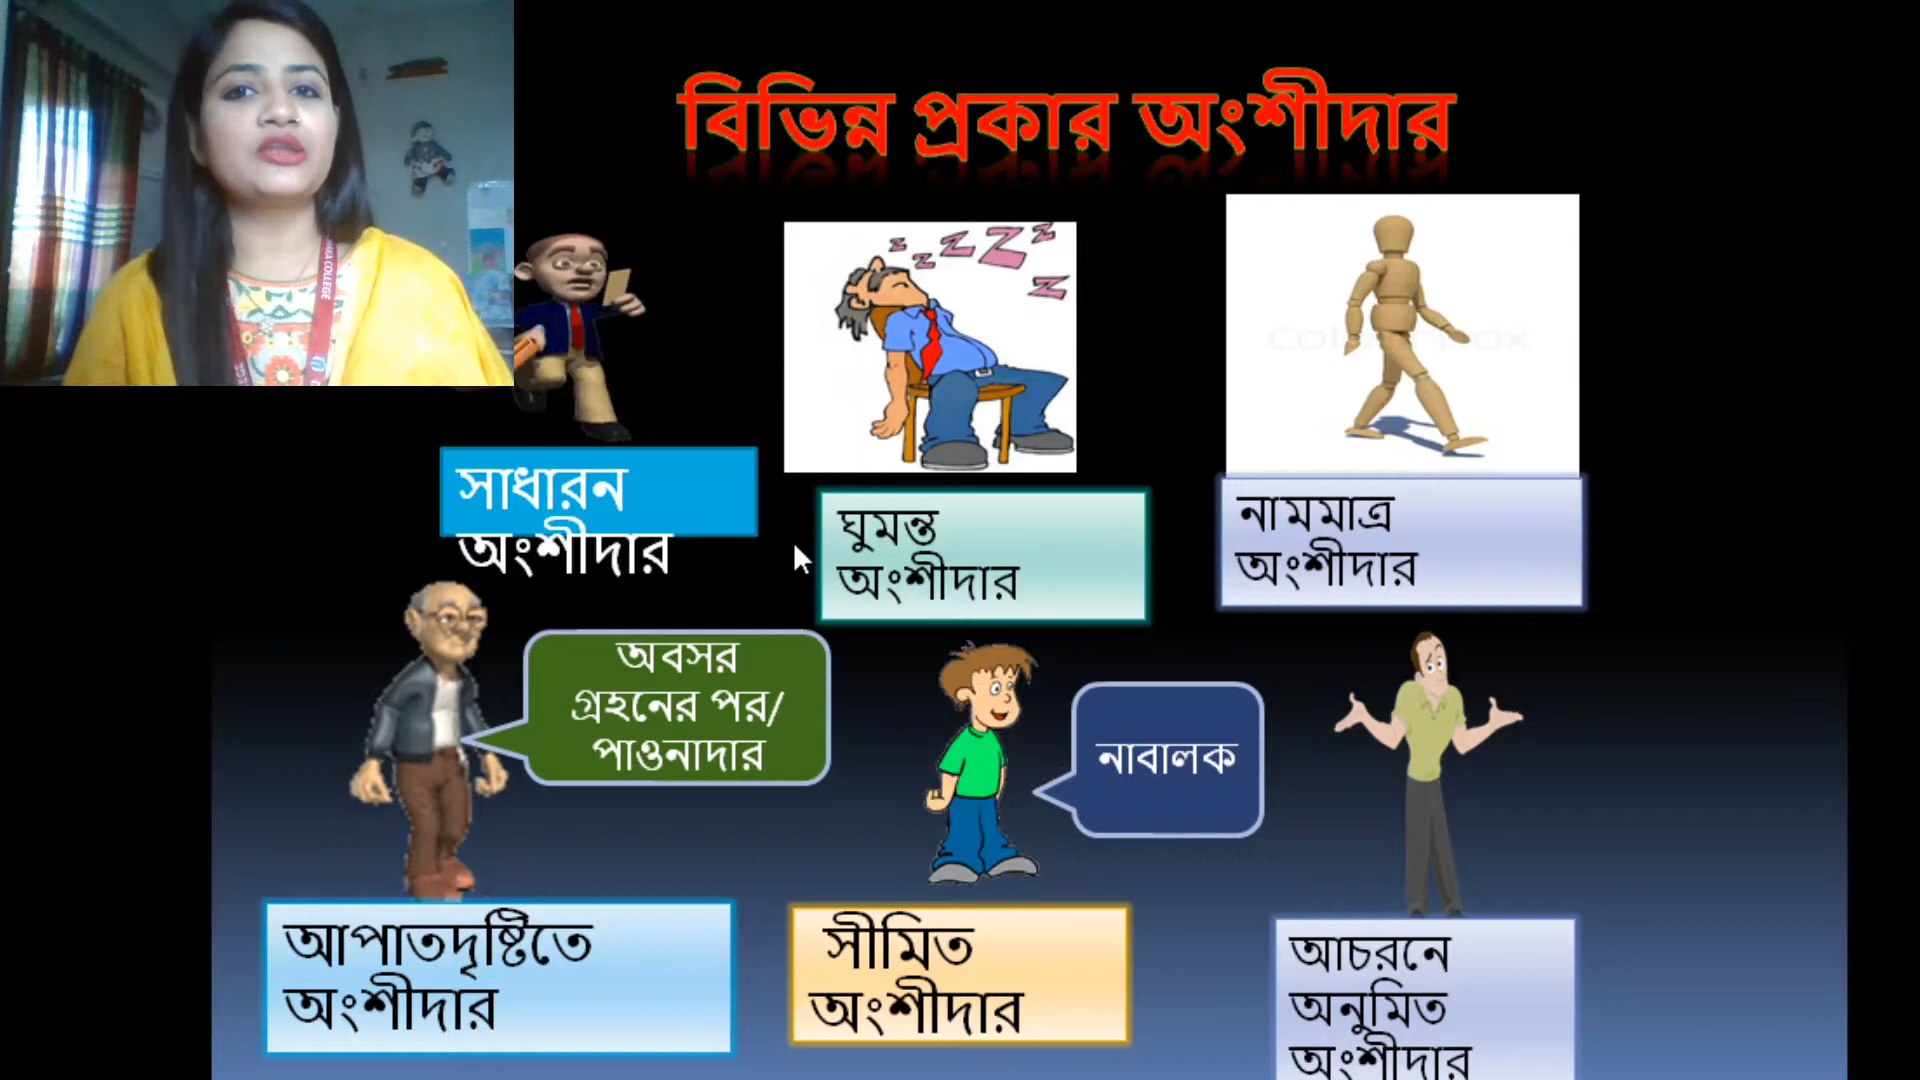 বিভিন্ন প্রকার অংশীদার
সাধারন
অংশীদার
ঘুমন্ত
অংশীদার
নামমাত্র
অংশীদার
অবসর
গ্রহনের পর/
পাওনাদার
নাবালক
আপাতদৃষ্টিতে
অংশীদার
সীমিত
অংশীদার
আচরনে
অনুমিত
অংশীদার